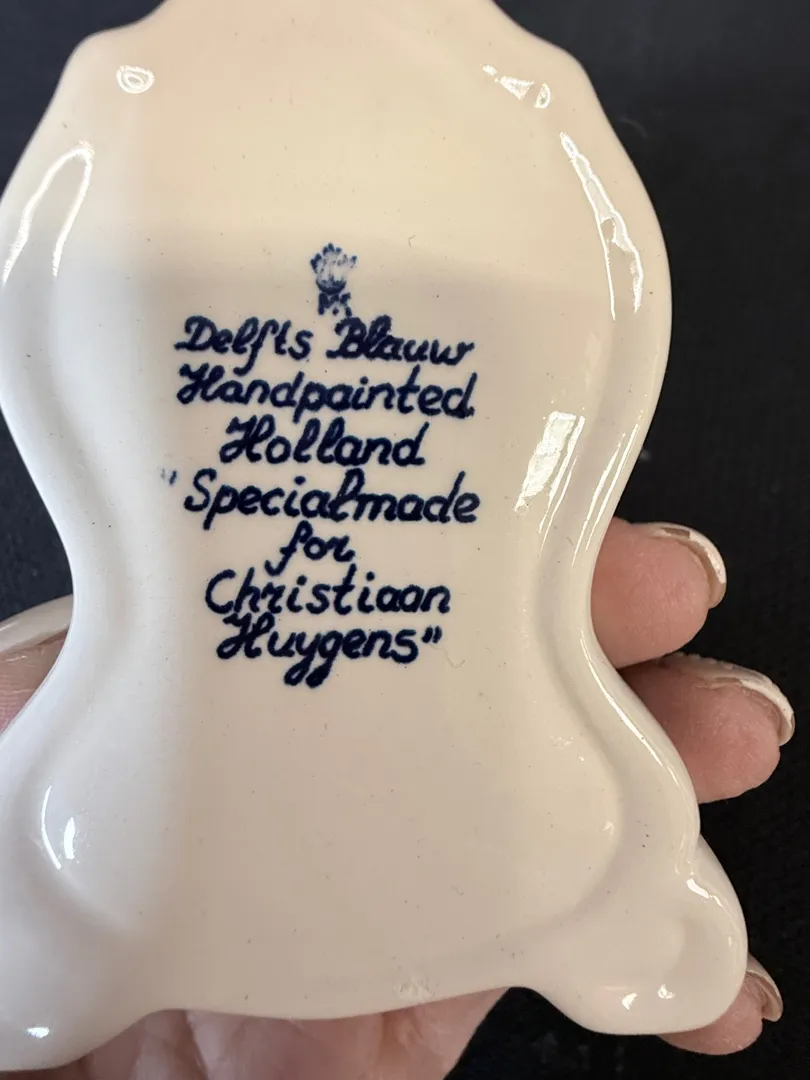 Delfts Blauw
Handpainted
Holland
"Specialmade
for
Christiaan
Huygens"